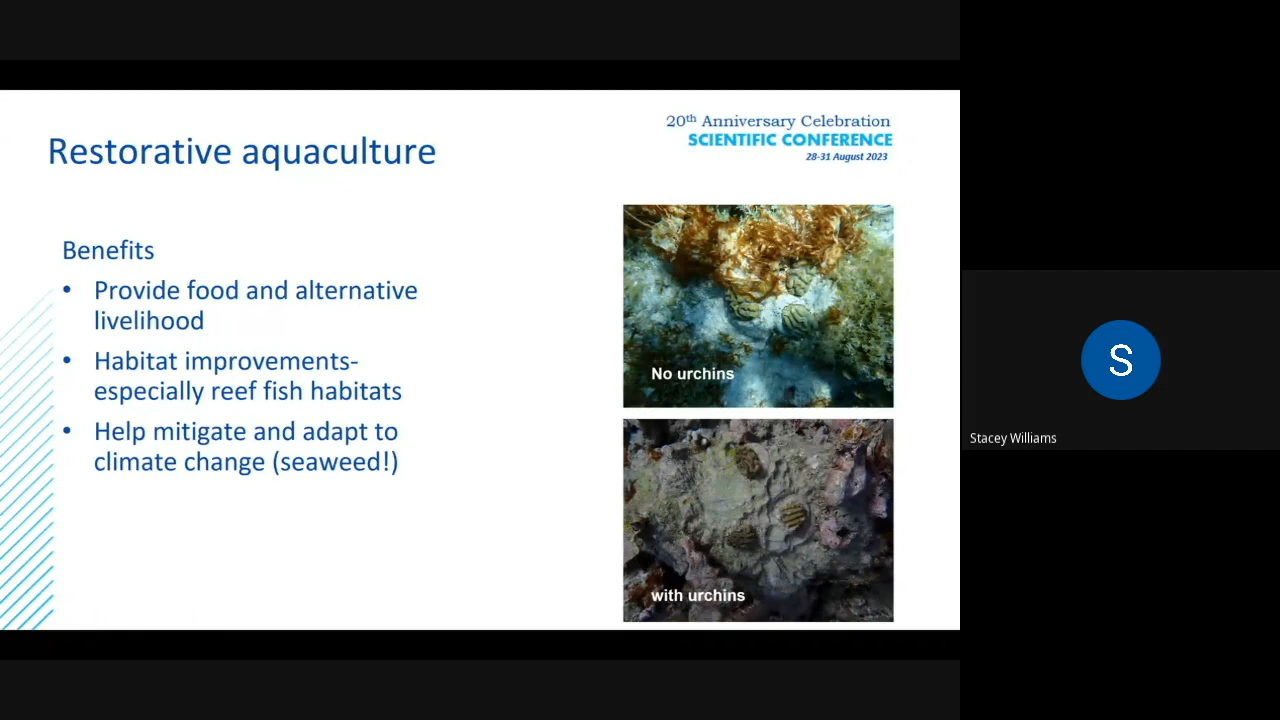 Restorative aquaculture
20th Anniversary Celebration
SCIENTIFIC CONFERENCE
28-31 August 2023
Benefits
• Provide food and alternative
livelihood
• Habitat improvements-
especially reef fish habitats
• Help mitigate and adapt to
climate change (seaweed!)
No urchins
with urchins
S
Stacey Williams